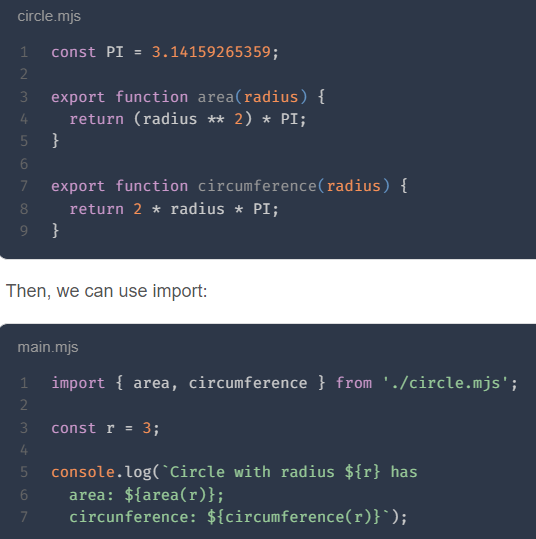 circle.mjs
1 const PI = 3.14159265359;
2
3 export function area(radius) {
4   return (radius ** 2) * PI;
5 }
6
7 export function circumference(radius) {
8   return 2 * radius * PI;
9 }
Then, we can use import:
main.mjs
1 import { area, circumference } from './circle.mjs';
2
3 const r = 3;
4
5 console.log(`Circle with radius ${r} has
6   area: ${area(r)};
7   circunference: ${circumference(r)}`);